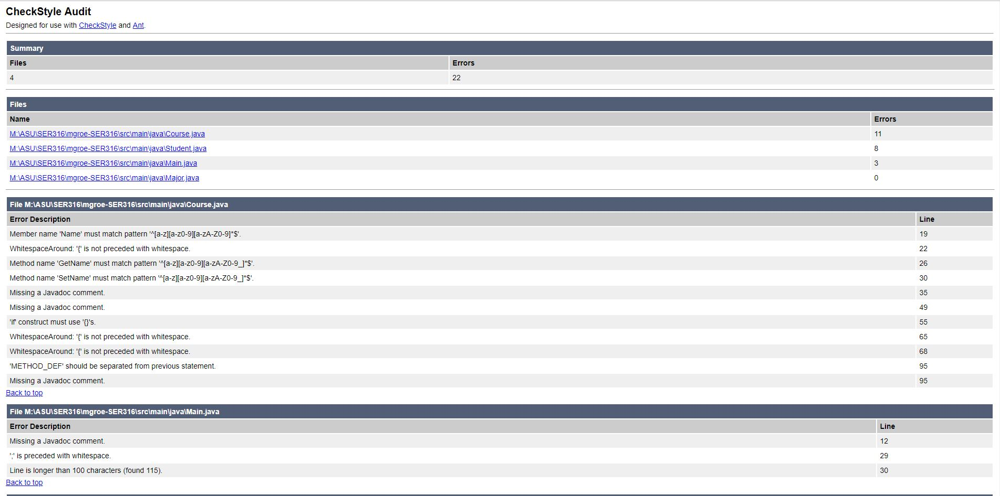 CheckStyle Audit
Designed for use with CheckStyle and Ant.
Summary
Files Errors
4 22
Files
Name Errors
M:\ASU\SER316\mgroe-SER316\src\main\java\Course.java 11
M:\ASU\SER316\mgroe-SER316\src\main\java\Student.java 8
M:\ASU\SER316\mgroe-SER316\src\main\java\Main.java 3
M:\ASU\SER316\mgroe-SER316\src\main\java\Major.java 0
File M:\ASU\SER316\mgroe-SER316\src\main\java\Course.java
Error Description Line
Member name 'Name' must match pattern '^[a-z][a-z0-9][a-zA-Z0-9]*$'. 19
WhitespaceAround: '{' is not preceded with whitespace. 22
Method name 'GetName' must match pattern '^[a-z][a-z0-9][a-zA-Z0-9_]*$'. 26
Method name 'SetName' must match pattern '^[a-z][a-z0-9][a-zA-Z0-9_]*$'. 30
Missing a Javadoc comment. 35
Missing a Javadoc comment. 49
'if' construct must use '{}'s. 55
WhitespaceAround: '{' is not preceded with whitespace. 65
WhitespaceAround: '{' is not preceded with whitespace. 68
'METHOD_DEF' should be separated from previous statement. 95
Missing a Javadoc comment. 95
Back to top
File M:\ASU\SER316\mgroe-SER316\src\main\java\Main.java
Error Description Line
Missing a Javadoc comment. 12
';' is preceded with whitespace. 29
Line is longer than 100 characters (found 115). 30
Back to top